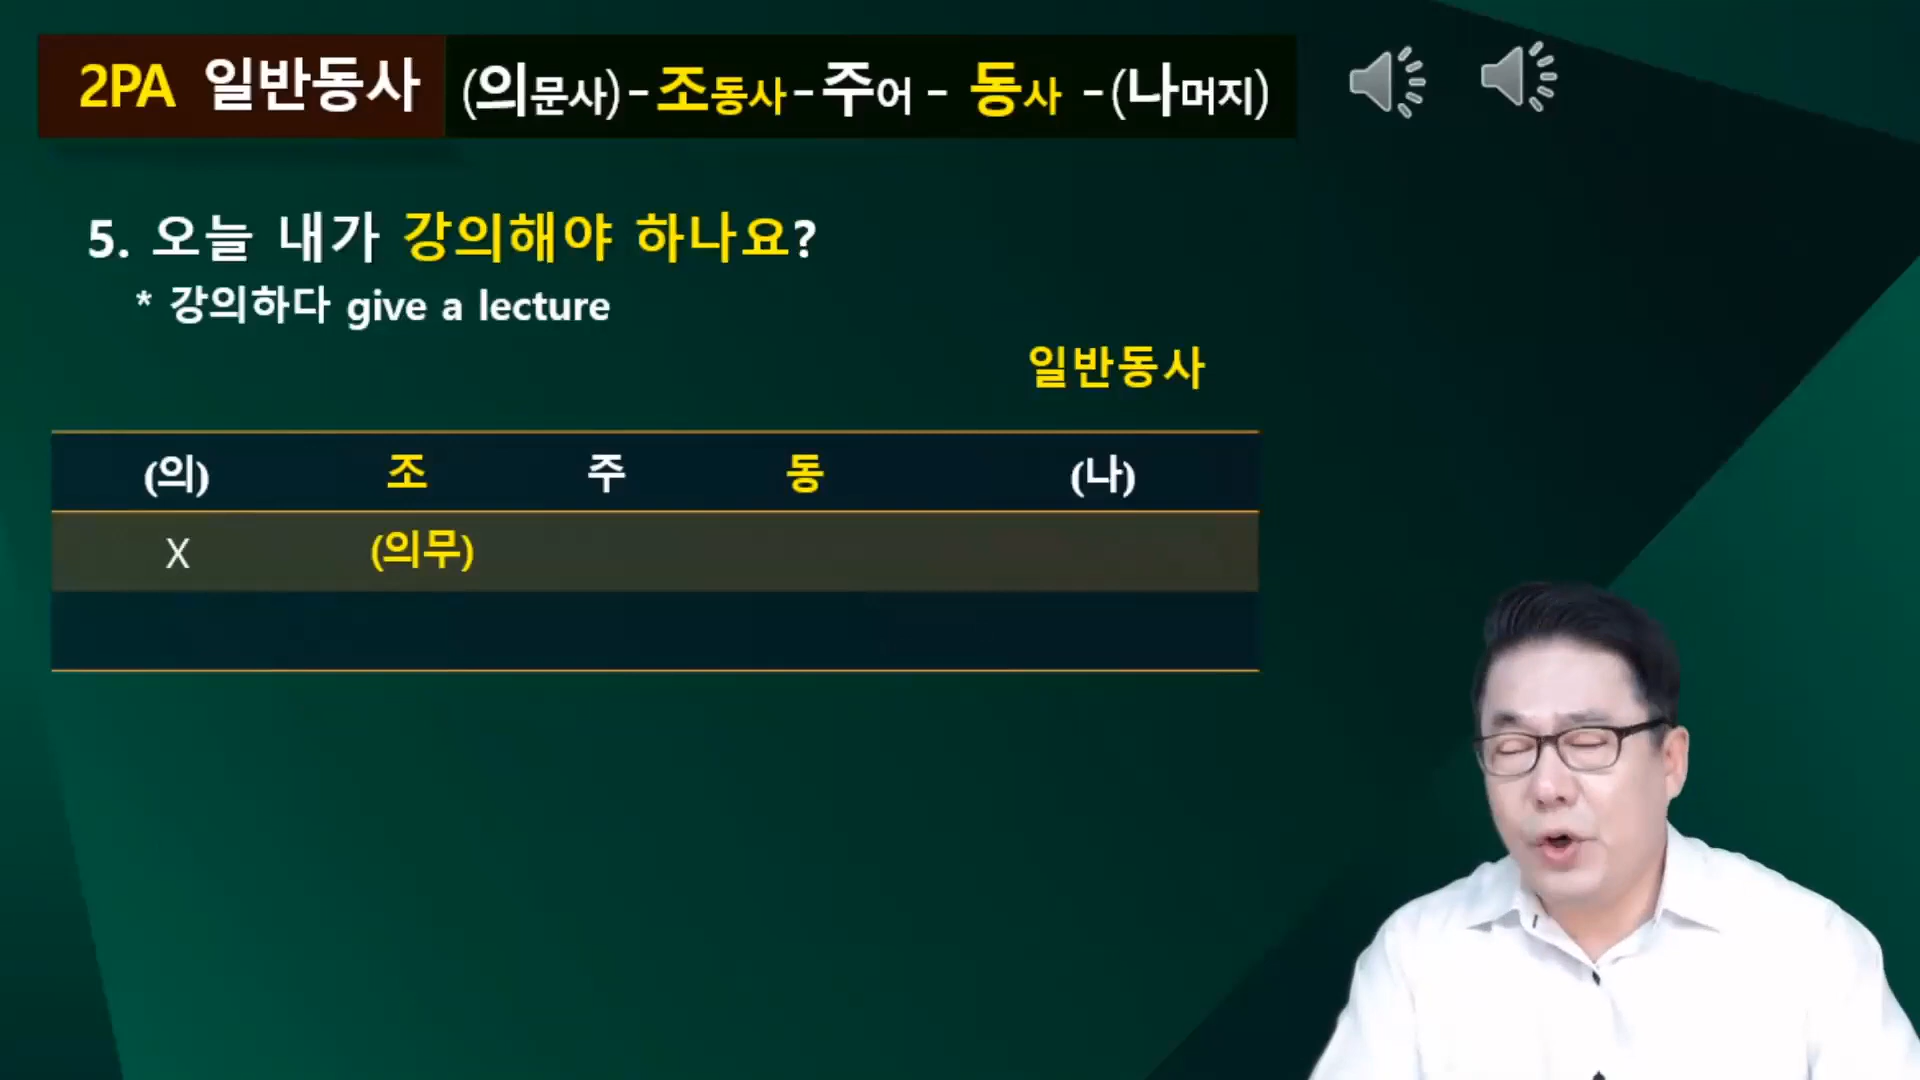 2PA 일반동사 (의문사)-조동사-주어 - 동사 -(나머지)
5. 오늘 내가 강의해야 하나요?
* 강의하다 give a lecture
일반동사
(의) 조 주 동 (나)
X (의무)